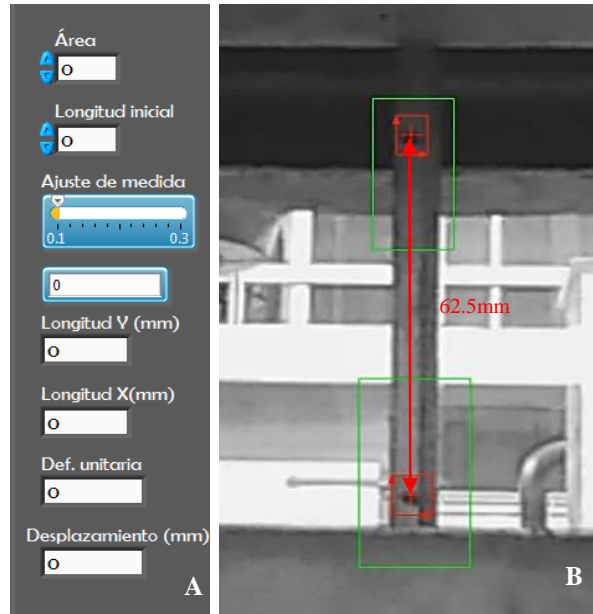 Área
0
Longitud inicial
0
Ajuste de medida
0.1 0.3
0
Longitud Y (mm)
0
Longitud X(mm)
0
Def. unitaria
0
Desplazamiento (mm)
0
A
62.5mm
B